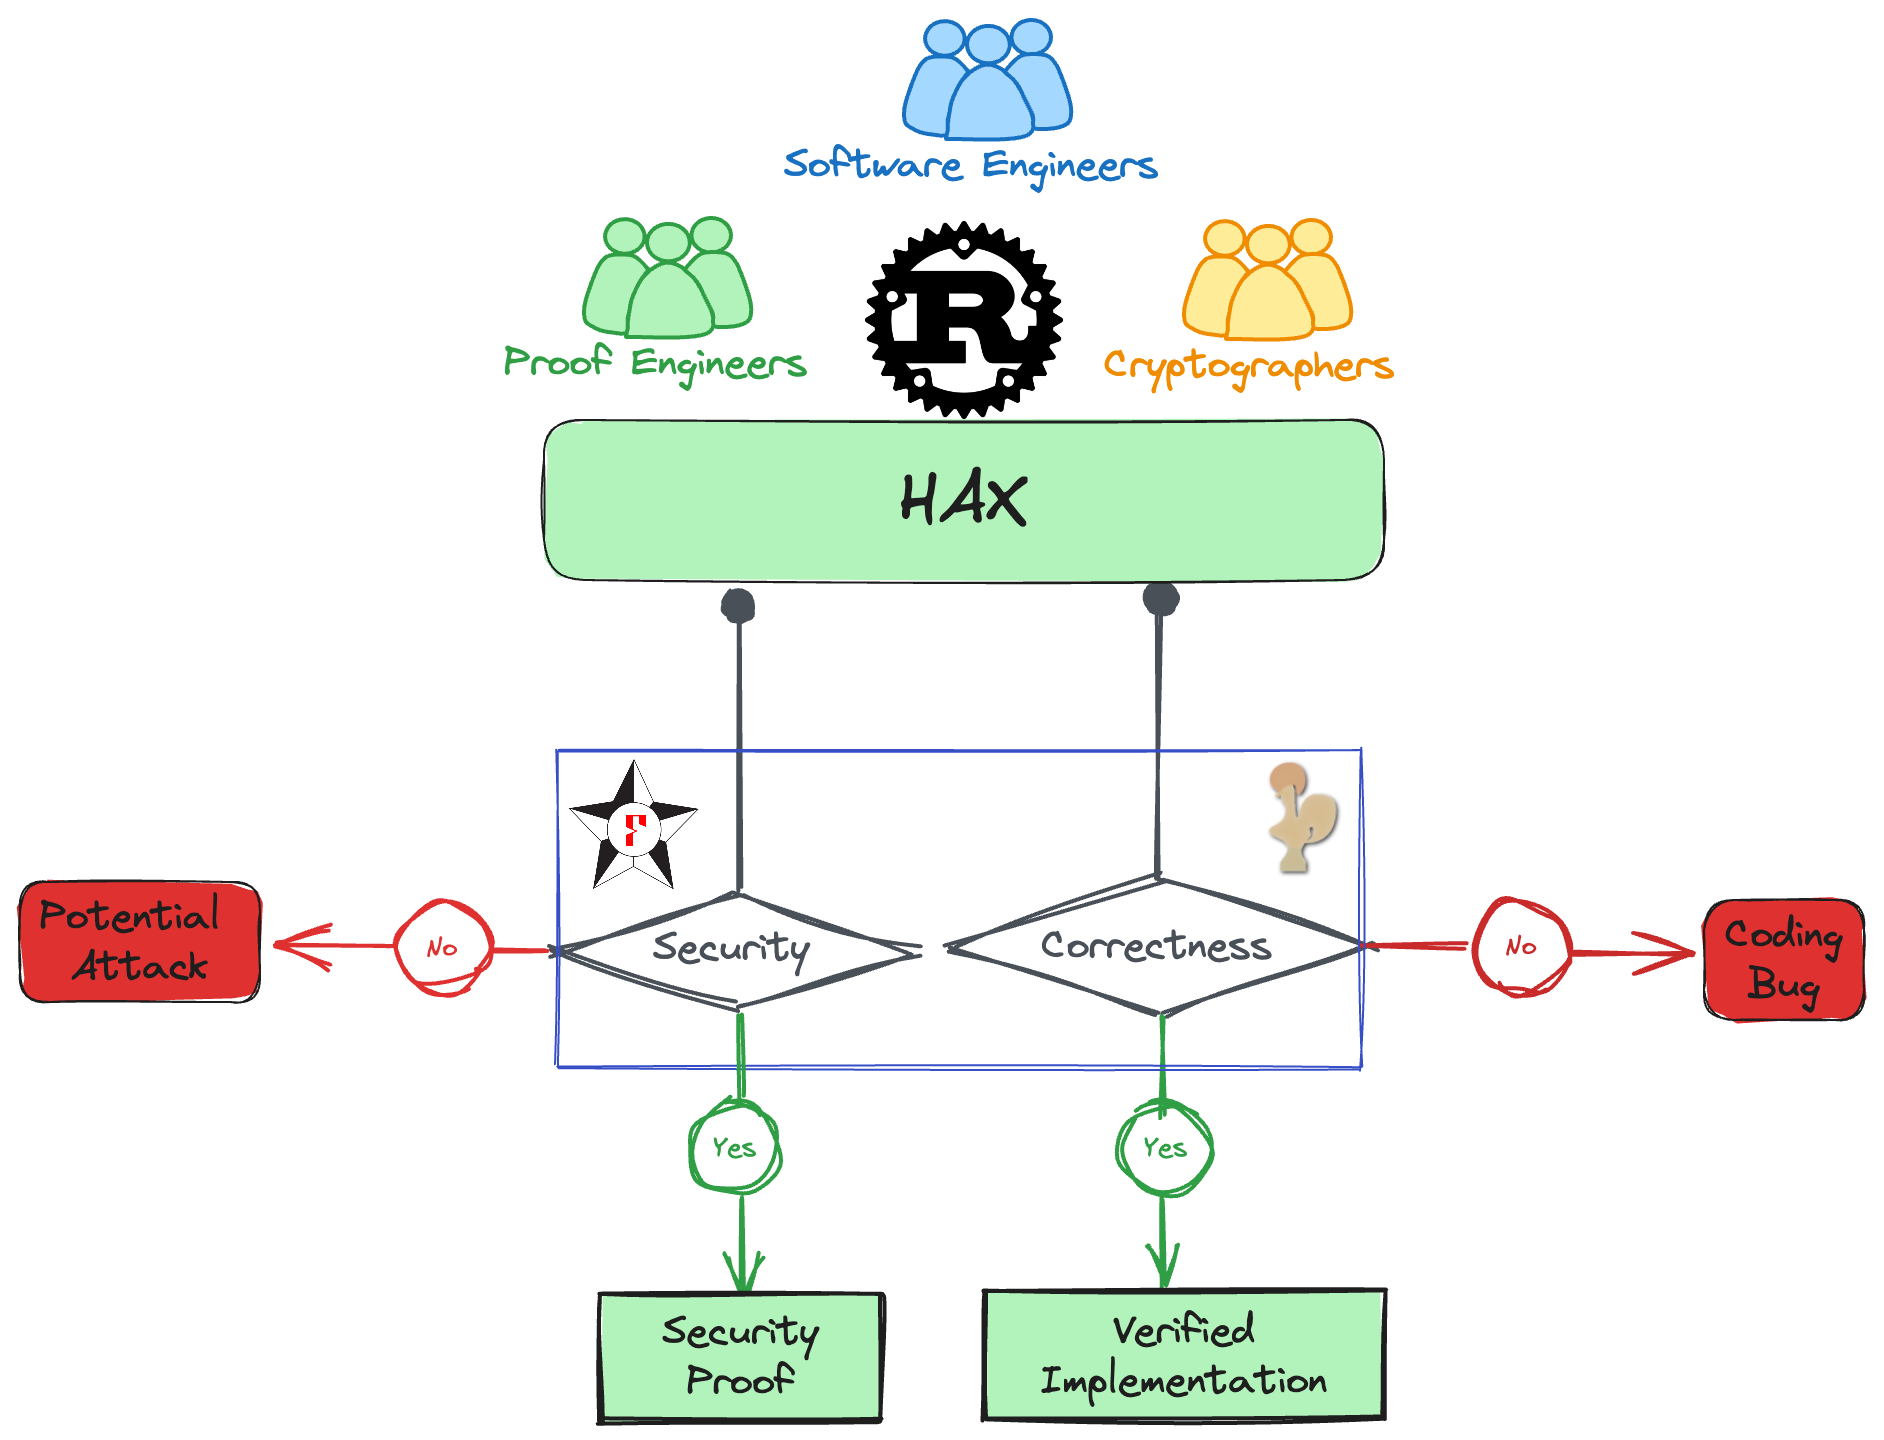 Software Engineers
Proof Engineers
R
Cryptographers
HAX
F
Security
Correctness
No
No
Potential
Attack
Coding
Bug
Yes
Yes
Security
Proof
Verified
Implementation